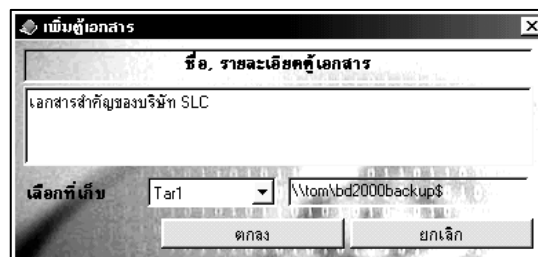 เพิ่มตู้เอกสาร
ชื่อ, รายละเอียดตู้เอกสาร
เอกสารสำคัญของบริษัท SLC
เลือกที่เก็บ Tar1 \\tom\bd2000backup$
ตกลง ยกเลิก